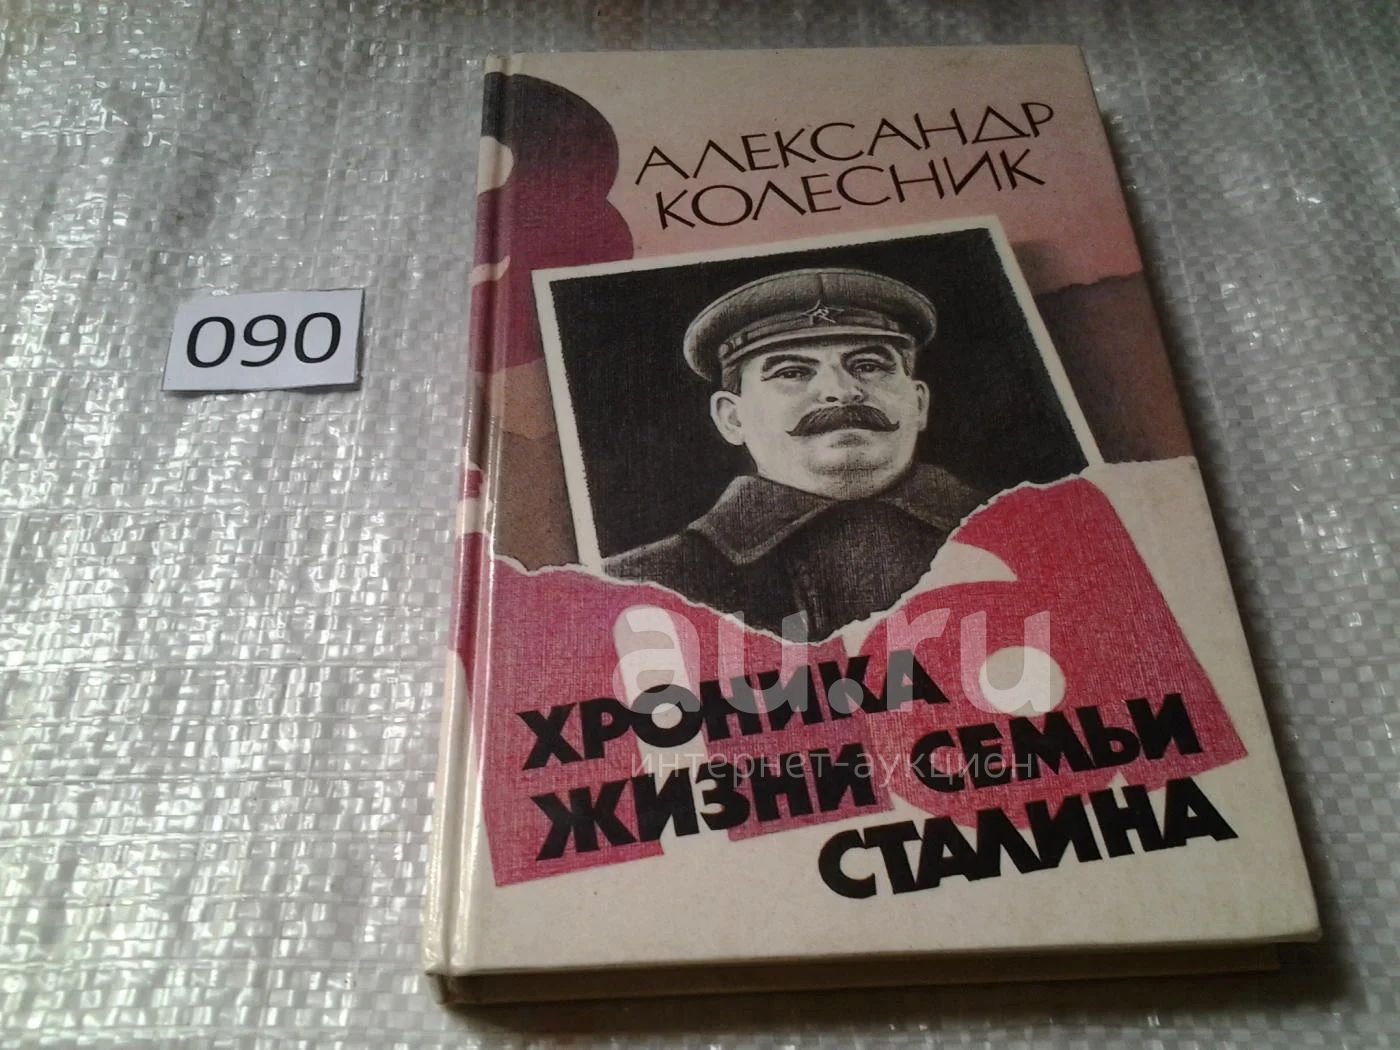 090
АЛЕКСАНДР
КОЛЕСНИК
au.ru
интернет-аукцион
ХРОНИКА
ЖИЗНИ СЕМЬИ
СТАЛИНА